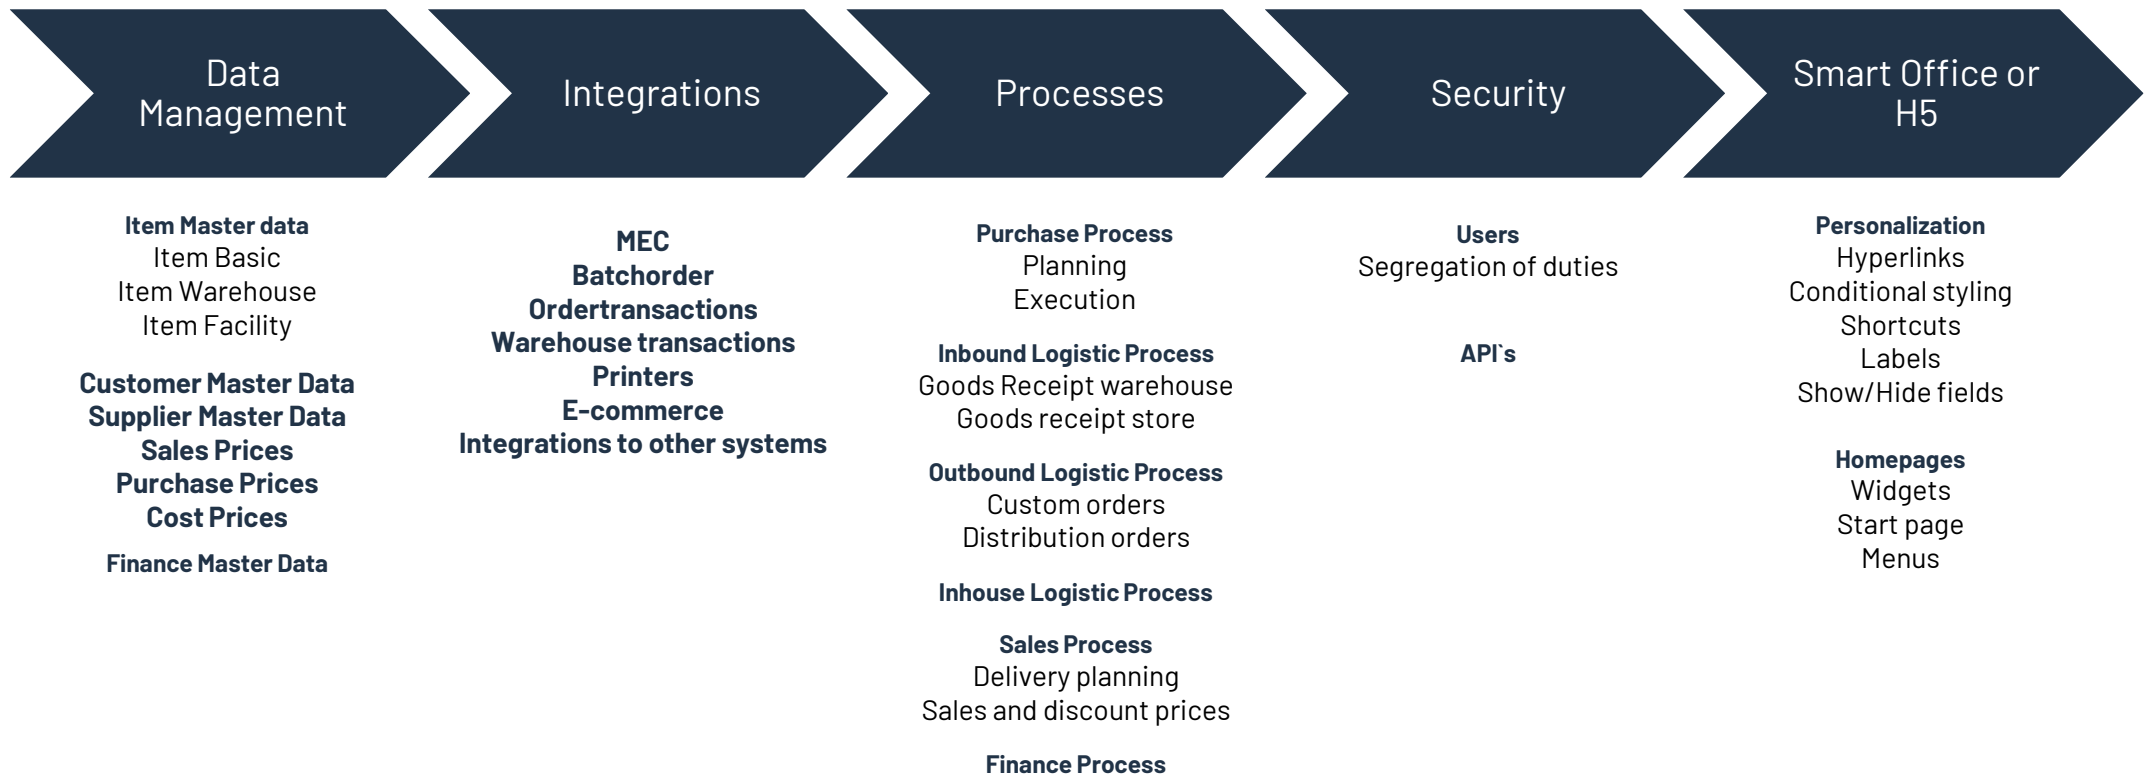 Data
Management
Integrations
Processes
Security
Smart Office or
H5
Item Master data
Item Basic
Item Warehouse
Item Facility
Customer Master Data
Supplier Master Data
Sales Prices
Purchase Prices
Cost Prices
Finance Master Data
MEC
Batchorder
Ordertransactions
Warehouse transactions
Printers
E-commerce
Integrations to other systems
Purchase Process
Planning
Execution
Inbound Logistic Process
Goods Receipt warehouse
Goods receipt store
Outbound Logistic Process
Custom orders
Distribution orders
Inhouse Logistic Process
Sales Process
Delivery planning
Sales and discount prices
Finance Process
Users
Segregation of duties
API`s
Personalization
Hyperlinks
Conditional styling
Shortcuts
Labels
Show/Hide fields
Homepages
Widgets
Start page
Menus